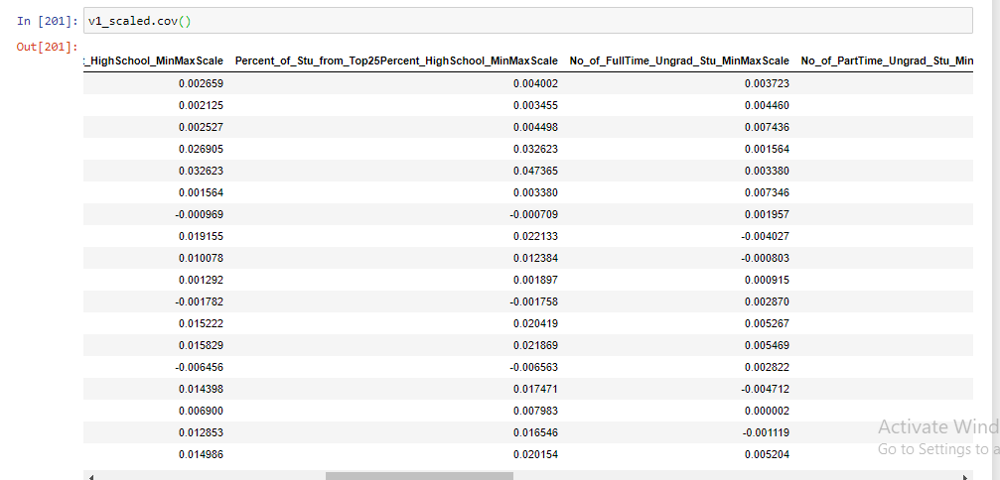 In [201]: v1_scaled.cov()
Out[201]:
:_HighSchool_MinMaxScale Percent_of_Stu_from_Top25Percent_HighSchool_MinMaxScale No_of_FullTime_Ungrad_Stu_MinMaxScale No_of_PartTime_Ungrad_Stu_Min
0.002659 0.004002 0.003723
0.002125 0.003455 0.004460
0.002527 0.004498 0.007436
0.026905 0.032623 0.001564
0.032623 0.047365 0.003380
0.001564 0.003380 0.007346
-0.000969 -0.000709 0.001957
0.019155 0.022133 -0.004027
0.010078 0.012384 -0.000803
0.001292 0.001897 0.000915
-0.001782 -0.001758 0.002870
0.015222 0.020419 0.005267
0.015829 0.021869 0.005469
-0.006456 -0.006563 0.002822
0.014398 0.017471 -0.004712
0.006900 0.007983 0.000002
0.012853 0.016546 -0.001119
0.014986 0.020154 0.005204
Activate Wind
Go to Settings to a